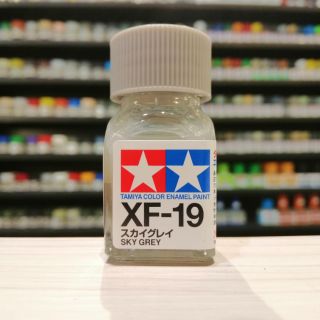 TAMIYA COLOR ENAMEL PAINT
XF-19
スカイグレイ
SKY GREY